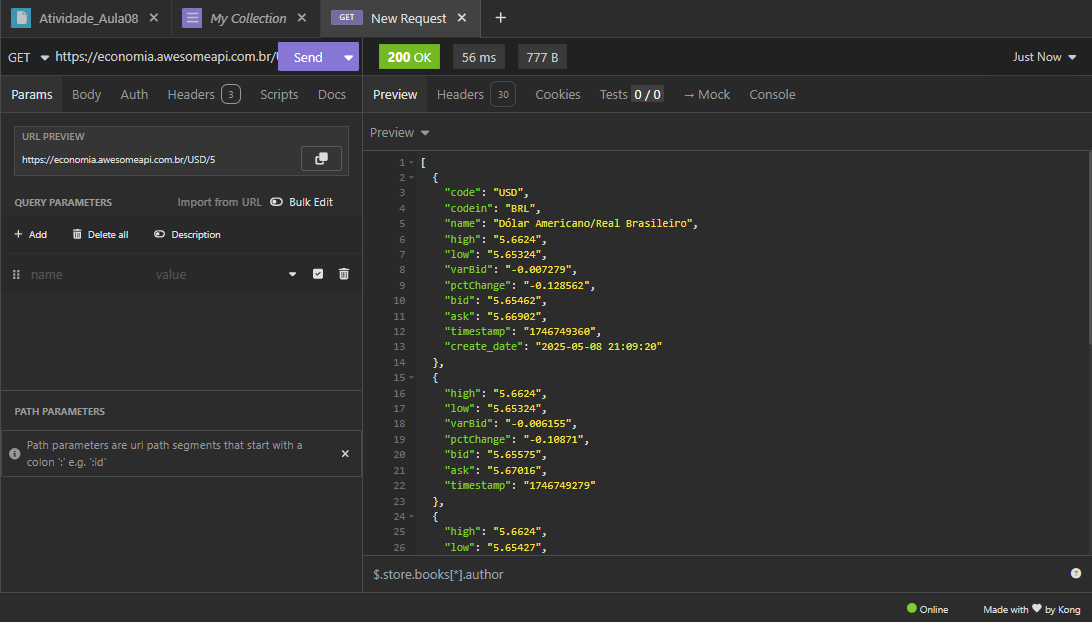 Atividade_Aula08
My Collection
GET New Request
GET https://economia.awesomeapi.com.br/ Send
200 OK 56 ms 777 B Just Now
Params Body Auth Headers 3 Scripts Docs
Preview Headers 30 Cookies Tests 0 / 0 → Mock Console
URL PREVIEW
https://economia.awesomeapi.com.br/USD/5
QUERY PARAMETERS Import from URL Bulk Edit
+ Add Delete all Description
name value
PATH PARAMETERS
Path parameters are url path segments that start with a
colon ':' e.g. ':id'
Preview
1 [
2 {
3 "code": "USD",
4 "codein": "BRL",
5 "name": "Dólar Americano/Real Brasileiro",
6 "high": "5.6624",
7 "low": "5.65324",
8 "varBid": "-0.007279",
9 "pctChange": "-0.128562",
10 "bid": "5.65462",
11 "ask": "5.66902",
12 "timestamp": "1746749360",
13 "create_date": "2025-05-08 21:09:20"
14 },
15 {
16 "high": "5.6624",
17 "low": "5.65324",
18 "varBid": "-0.006155",
19 "pctChange": "-0.10871",
20 "bid": "5.65575",
21 "ask": "5.67016",
22 "timestamp": "1746749279"
23 },
24 {
25 "high": "5.6624",
26 "low": "5.65427",
$.store.books[*].author
Online Made with ♥ by Kong